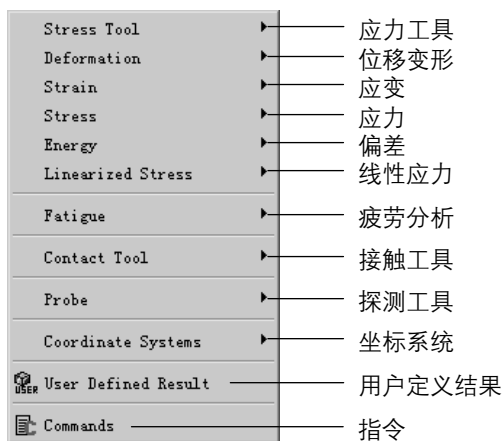 Stress Tool 应力工具
Deformation 位移变形
Strain 应变
Stress 应力
Energy 偏差
Linearized Stress 线性应力
Fatigue 疲劳分析
Contact Tool 接触工具
Probe 探测工具
Coordinate Systems 坐标系统
USER User Defined Result 用户定义结果
Commands 指令